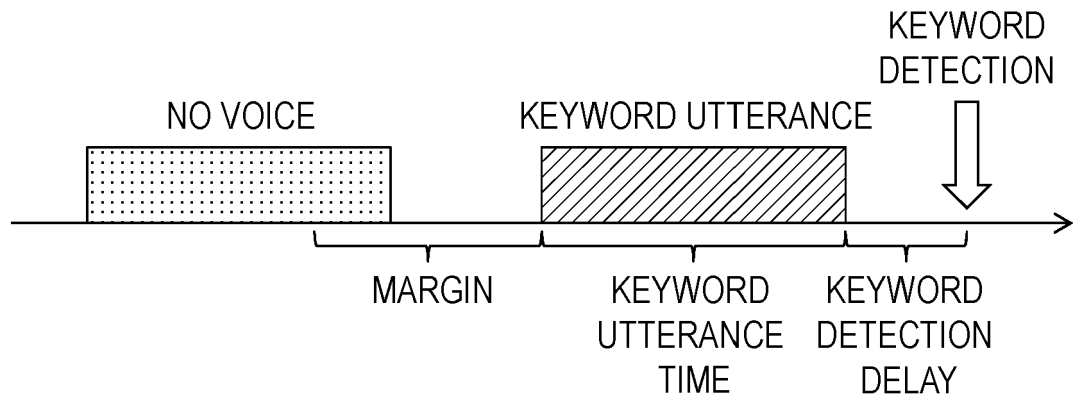 KEYWORD
DETECTION
NO VOICE
KEYWORD UTTERANCE
MARGIN
KEYWORD
UTTERANCE
TIME
KEYWORD
DETECTION
DELAY